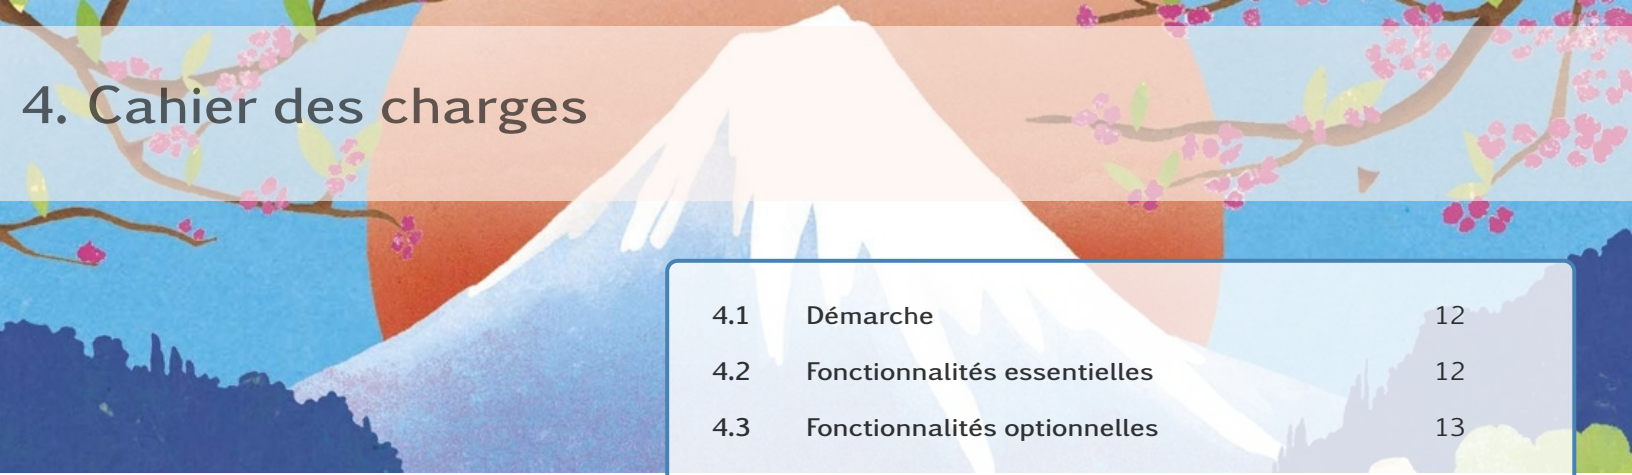 4. Cahier des charges
4.1 Démarche 12
4.2 Fonctionnalités essentielles 12
4.3 Fonctionnalités optionnelles 13